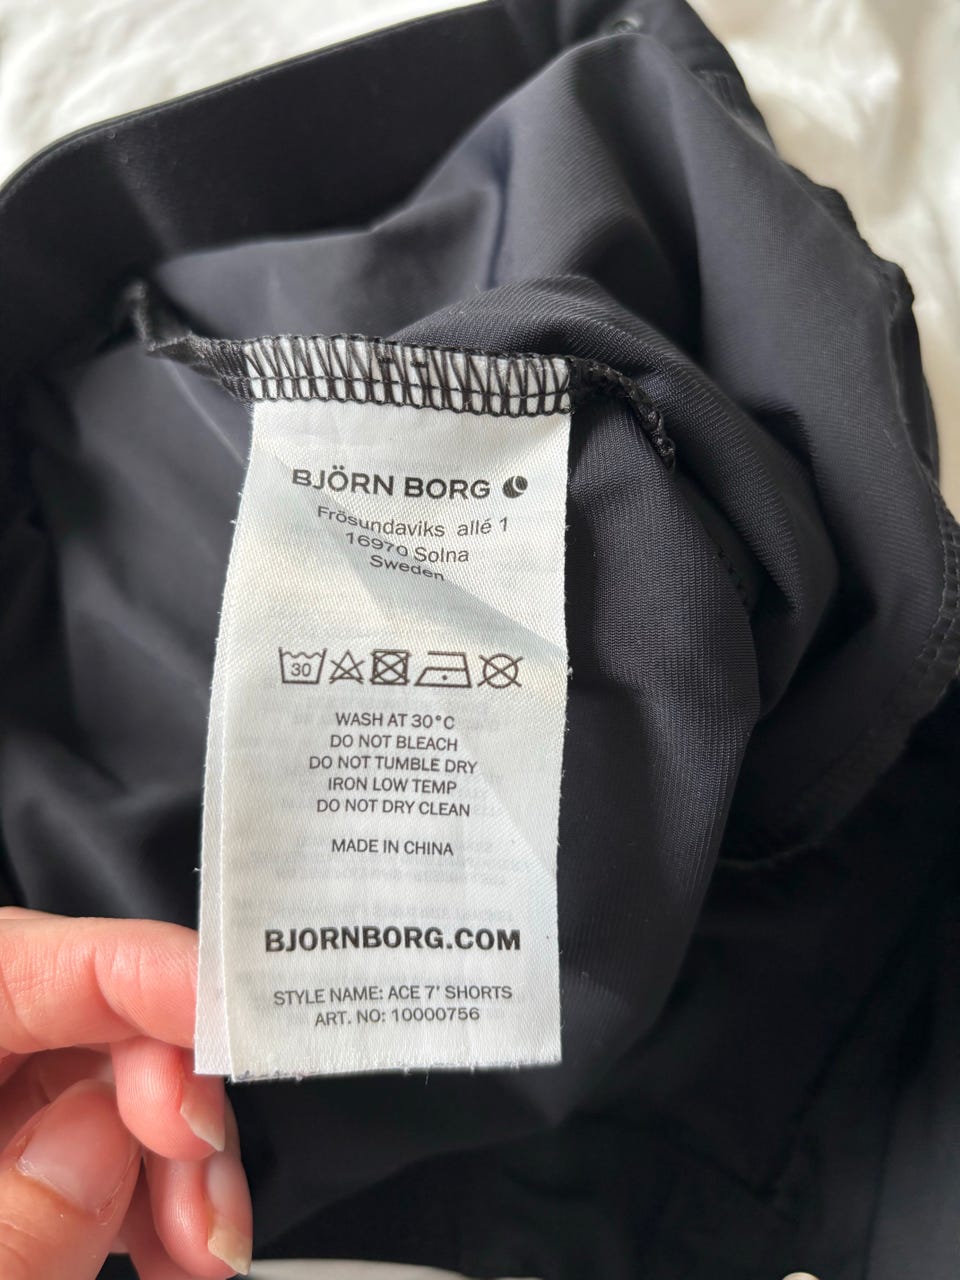 BJÖRN BORG
Frösundaviks allé 1
16970 Solna
Sweden
30
WASH AT 30°C
DO NOT BLEACH
DO NOT TUMBLE DRY
IRON LOW TEMP
DO NOT DRY CLEAN
MADE IN CHINA
BJORNBORG.COM
STYLE NAME: ACE 7' SHORTS
ART. NO: 10000756